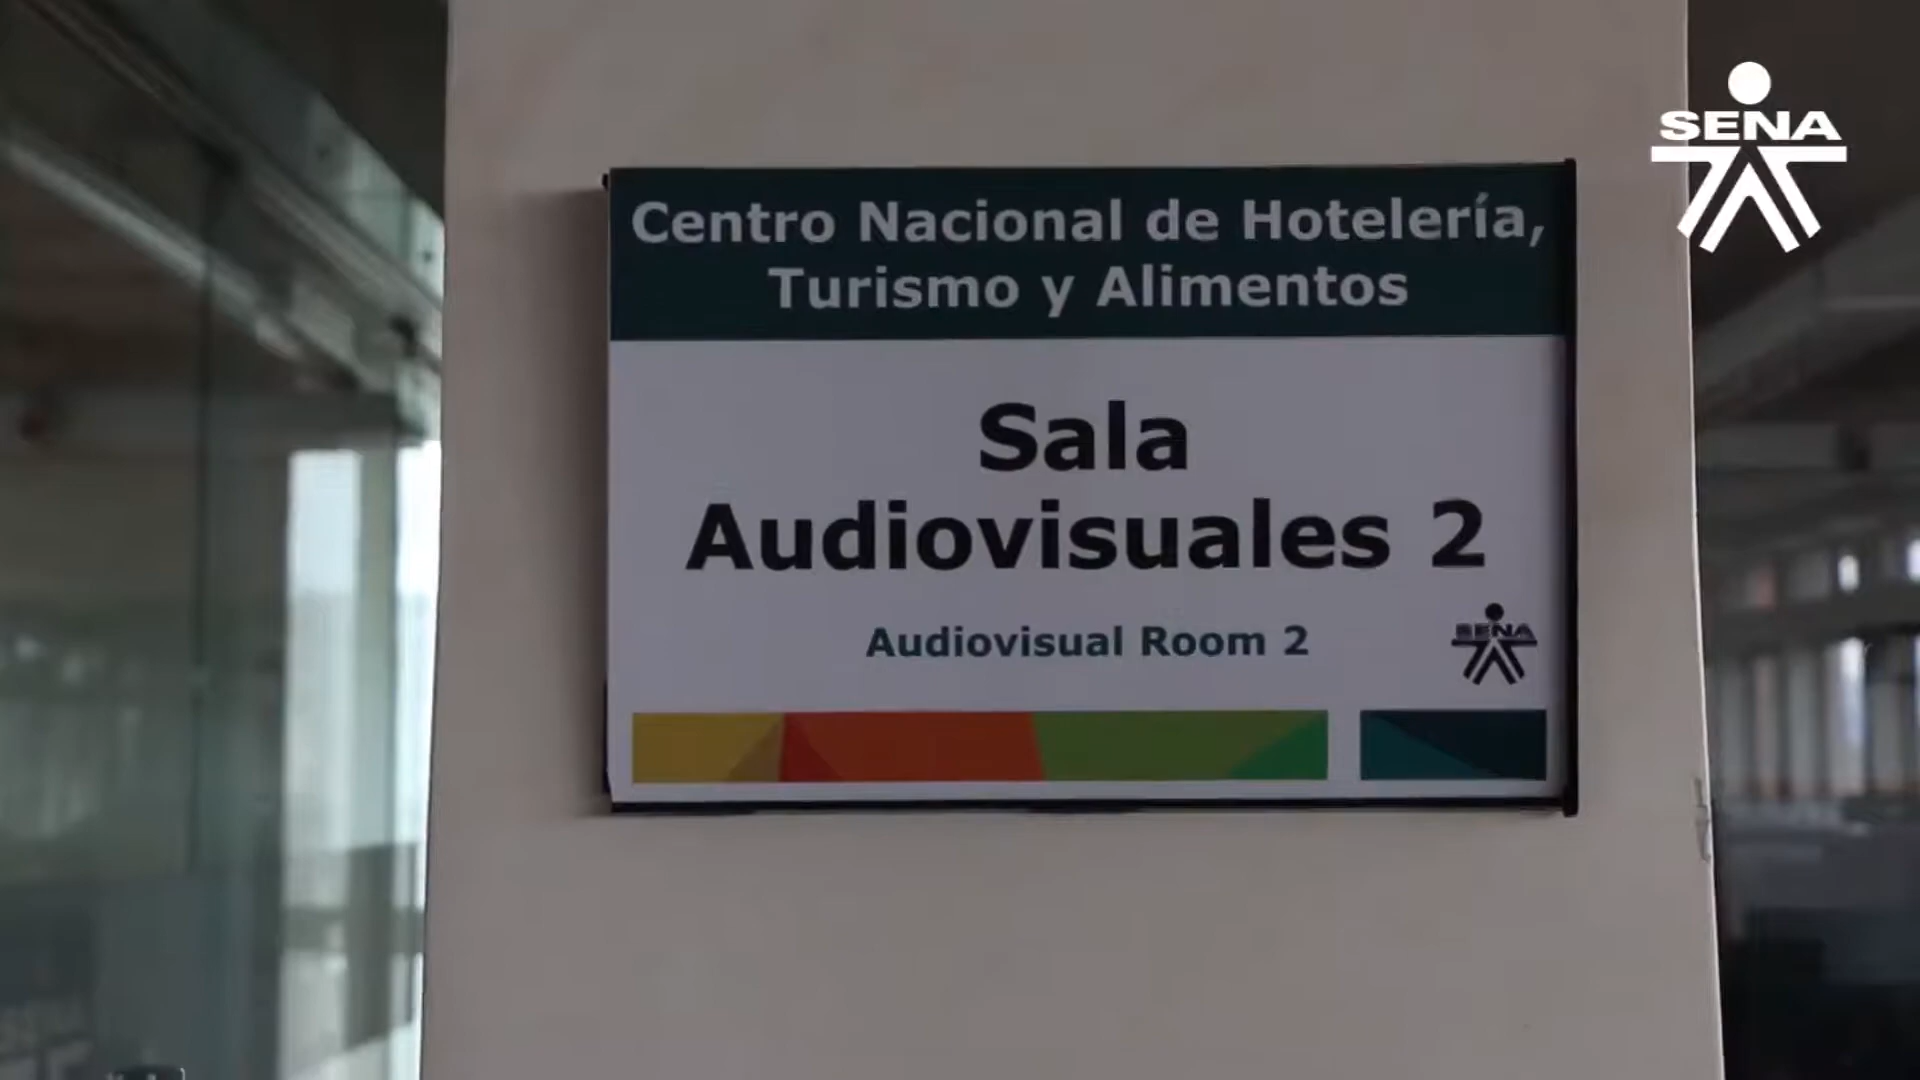 SENA
Centro Nacional de Hotelería,
Turismo y Alimentos
Sala
Audiovisuales 2
Audiovisual Room 2
SENA